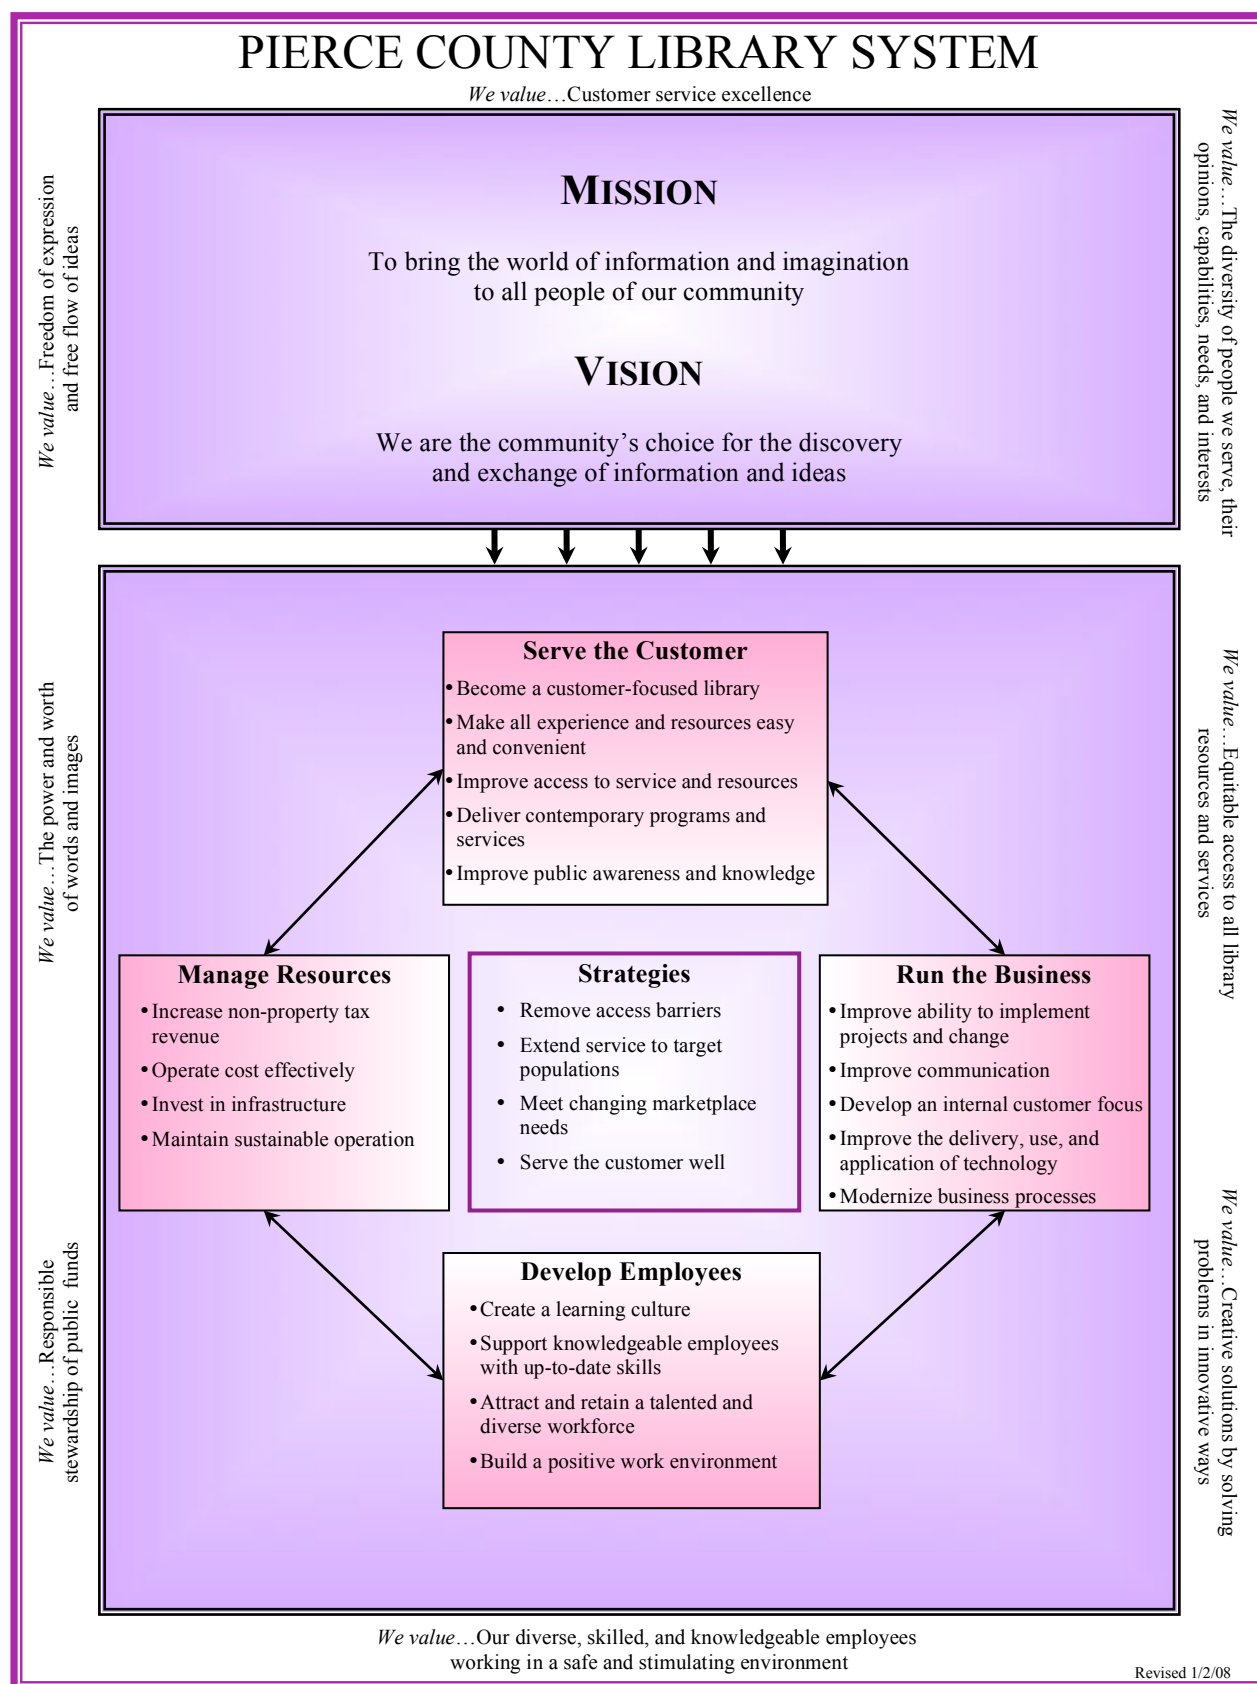 PIERCE COUNTY LIBRARY SYSTEM
We value…Customer service excellence
We value…Freedom of expression
and free flow of ideas
We value…The diversity of people we serve, their
opinions, capabilities, needs, and interests
MISSION
To bring the world of information and imagination
to all people of our community
VISION
We are the community’s choice for the discovery
and exchange of information and ideas
We value…The power and worth
of words and images
We value…Equitable access to all library
resources and services
Serve the Customer
• Become a customer-focused library
• Make all experience and resources easy
and convenient
• Improve access to service and resources
• Deliver contemporary programs and
services
• Improve public awareness and knowledge
Manage Resources
• Increase non-property tax
revenue
• Operate cost effectively
• Invest in infrastructure
• Maintain sustainable operation
Strategies
• Remove access barriers
• Extend service to target
populations
• Meet changing marketplace
needs
• Serve the customer well
Run the Business
• Improve ability to implement
projects and change
• Improve communication
• Develop an internal customer focus
• Improve the delivery, use, and
application of technology
• Modernize business processes
We value…Responsible
stewardship of public funds
We value…Creative solutions by solving
problems in innovative ways
Develop Employees
• Create a learning culture
• Support knowledgeable employees
with up-to-date skills
• Attract and retain a talented and
diverse workforce
• Build a positive work environment
We value…Our diverse, skilled, and knowledgeable employees
working in a safe and stimulating environment
Revised 1/2/08